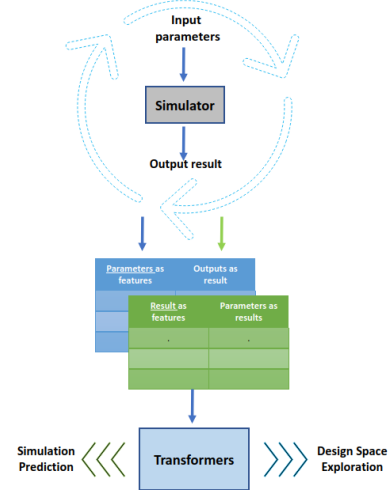 Input
parameters
Simulator
Output result
Parameters as
features
Outputs as
result
Result as
features
Parameters as
results
.
.
Simulation
Prediction
Transformers
Design Space
Exploration